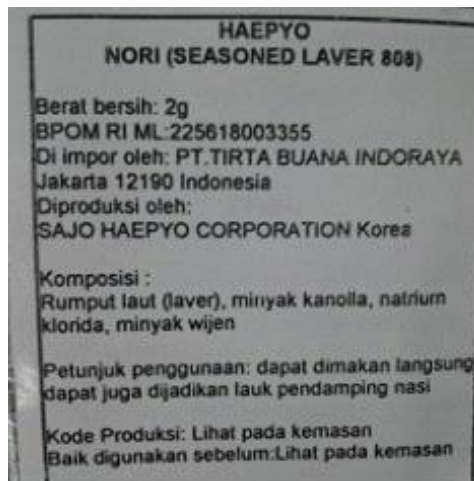 HAEPYO
NORI (SEASONED LAVER 808)
Berat bersih: 2g
BPOM RI ML:225618003355
Di impor oleh: PT.TIRTA BUANA INDORAYA
Jakarta 12190 Indonesia
Diproduksi oleh:
SAJO HAEPYO CORPORATION Korea
Komposisi :
Rumput laut (laver), minyak kanolla, natrium
klorida, minyak wijen
Petunjuk penggunaan: dapat dimakan langsung
dapat juga dijadikan lauk pendamping nasi
Kode Produksi: Lihat pada kemasan
Baik digunakan sebelum:Lihat pada kemasan